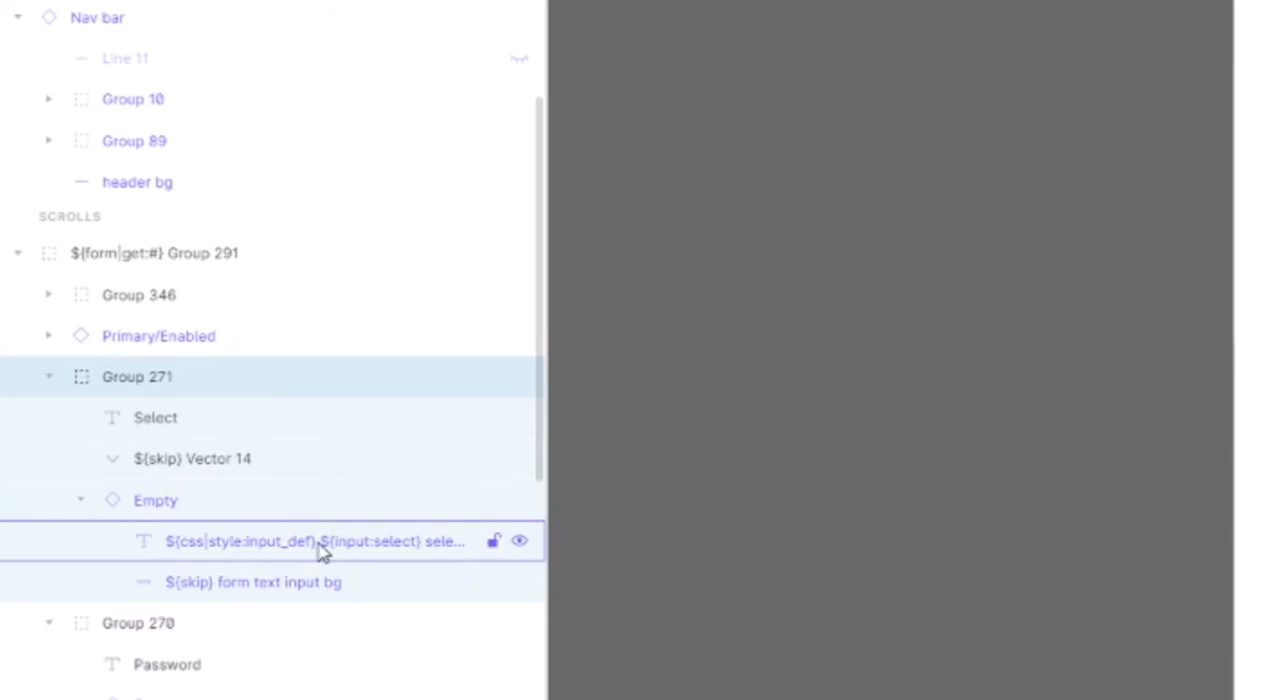 Nav bar
Line 11
Group 10
Group 89
header bg
SCROLLS
${form|get:#} Group 291
Group 346
Primary/Enabled
Group 271
Select
${skip} Vector 14
Empty
${css|style:input_def} ${input:select} sele...
${skip} form text input bg
Group 270
Password